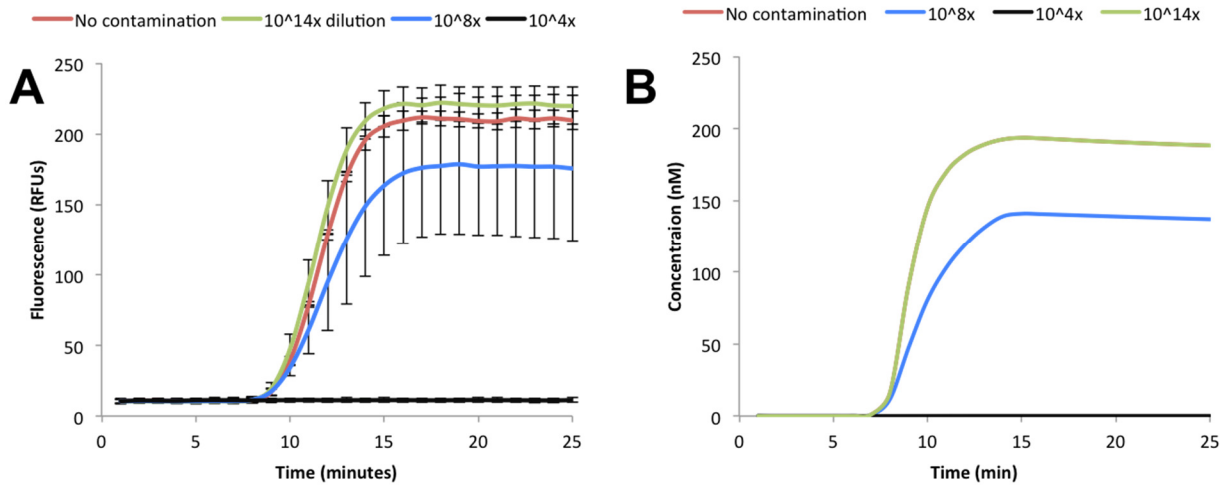 No contamination 10^14x dilution 10^8x 10^4x
A
250
200
150
100
50
0
Fluorescence (RFUs)
0 5 10 15 20 25
Time (minutes)
No contamination 10^8x 10^4x 10^14x
B
250
200
150
100
50
0
Concentraion (nM)
0 5 10 15 20 25
Time (min)